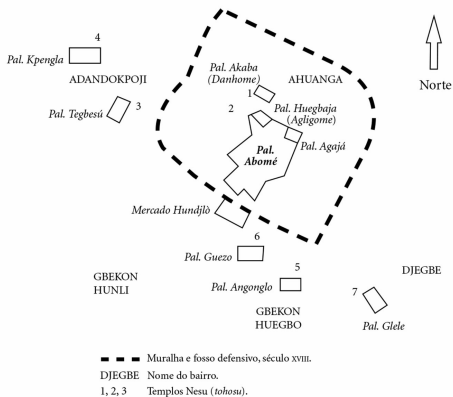 4
Pal. Kpengla
ADANDOKPOJI
Pal. Tegbesú
3
Pal. Akaba
(Danhome)
AHUANGA
Norte
1
2
Pal. Huegbaja
(Agligome)
Pal. Agajá
Pal.
Abomé
Mercado Hundjlò
6
Pal. Guezo
5
Pal. Angonglo
GBEKON
HUNLI
GBEKON
HUEGBO
DJEGBE
7
Pal. Glele
Muralha e fosso defensivo, século XVIII.
DJEGBE Nome do bairro.
1, 2, 3 Templos Nesu (tohosu).